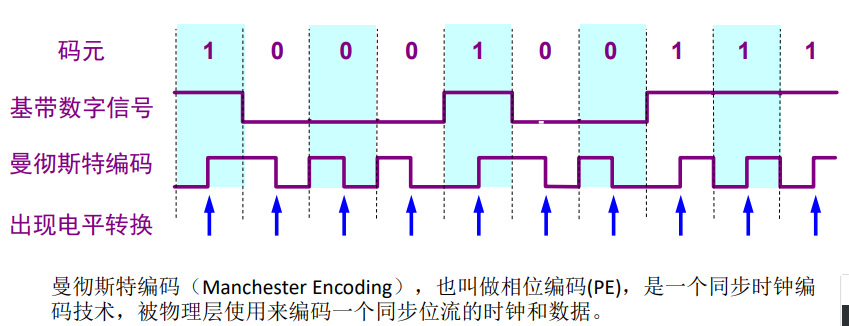 码元 1 0 0 0 1 0 0 1 1 1
基带数字信号
曼彻斯特编码
出现电平转换
曼彻斯特编码（Manchester Encoding），也叫做相位编码(PE)，是一个同步时钟编
码技术，被物理层使用来编码一个同步位流的时钟和数据。